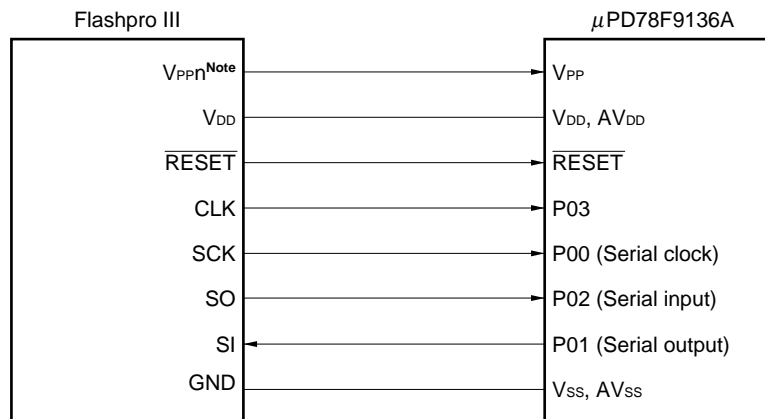 Flashpro III μPD78F9136A
VPPnNote VPP
VDD VDD, AVDD
RESET RESET
CLK P03
SCK P00 (Serial clock)
SO P02 (Serial input)
SI P01 (Serial output)
GND VSS, AVSS